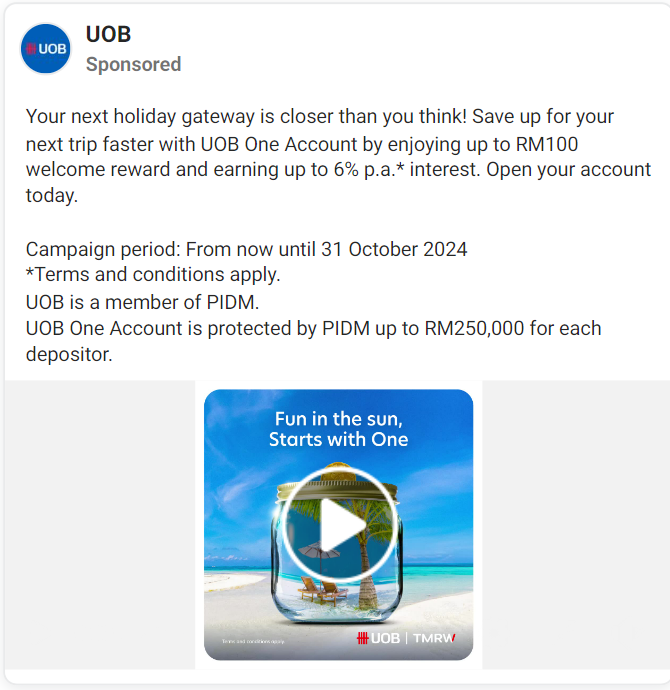 UOB
UOB
Sponsored
Your next holiday gateway is closer than you think! Save up for your
next trip faster with UOB One Account by enjoying up to RM100
welcome reward and earning up to 6% p.a.* interest. Open your account
today.
Campaign period: From now until 31 October 2024
*Terms and conditions apply.
UOB is a member of PIDM.
UOB One Account is protected by PIDM up to RM250,000 for each
depositor.
Fun in the sun,
Starts with One
Terms and conditions apply.
UOB | TMRW